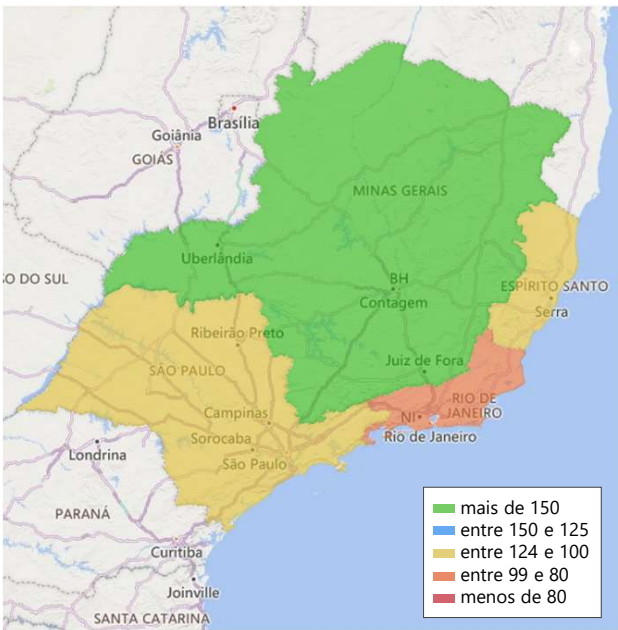 Brasília
Goiânia
GOIÁS
MINAS GERAIS
Uberlândia
SO DO SUL
BH
Contagem
ESPÍRITO SANTO
Serra
Ribeirão Preto
Juiz de Fora
SÃO PAULO
RIO DE
JANEIRO
Campinas
NI
Rio de Janeiro
Sorocaba
Londrina
São Paulo
PARANÁ
Curitiba
Joinville
SANTA CATARINA
mais de 150
entre 150 e 125
entre 124 e 100
entre 99 e 80
menos de 80